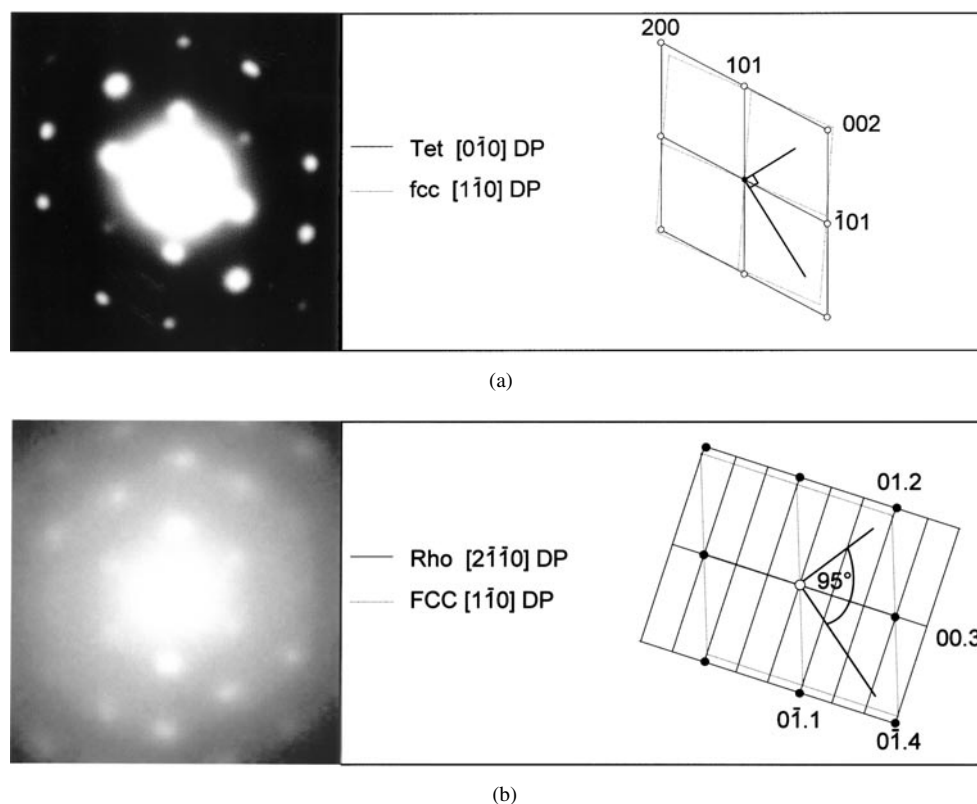 200
101
002
Tet [01̄0] DP
fcc [11̄0] DP
1̄01
(a)
01.2
Rho [21̄1̄0] DP
95°
FCC [11̄0] DP
00.3
01̄.1
01̄.4
(b)